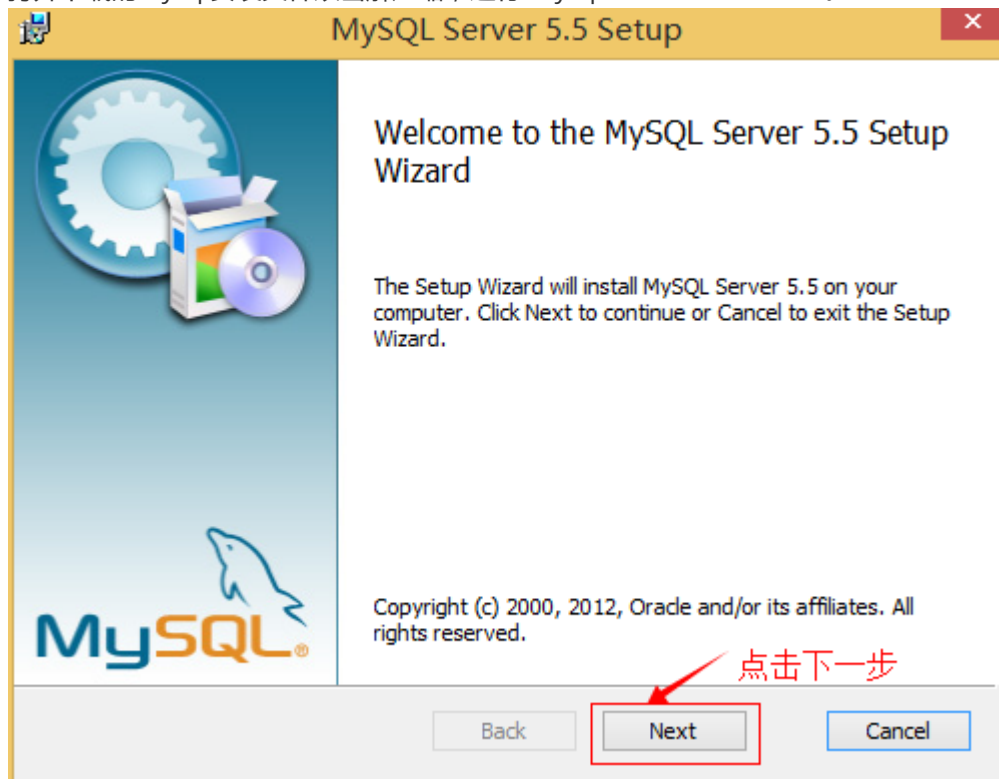 MySQL Server 5.5 Setup
Welcome to the MySQL Server 5.5 Setup
Wizard
The Setup Wizard will install MySQL Server 5.5 on your
computer. Click Next to continue or Cancel to exit the Setup
Wizard.
MySQL®
Copyright (c) 2000, 2012, Oracle and/or its affiliates. All
rights reserved.
点击下一步
Back
Next
Cancel